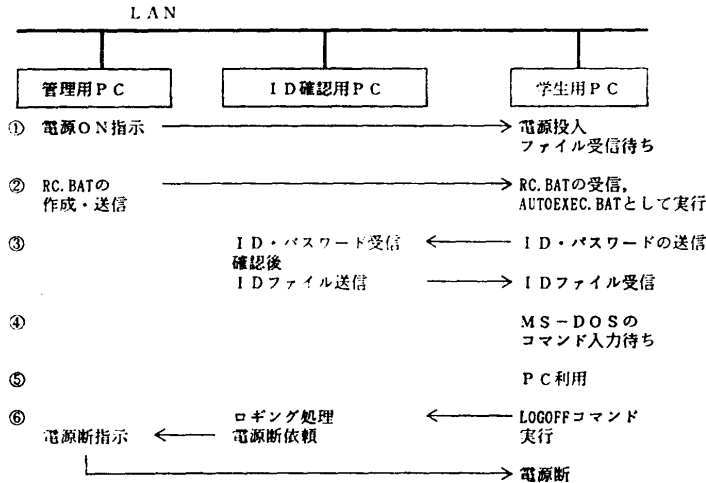 LAN
管理用PC ID確認用PC 学生用PC
① 電源ON指示 電源投入
ファイル受信待ち
② RC.BATの RC.BATの受信,
作成・送信 AUTOEXEC.BATとして実行
③ ID・パスワード受信 ID・パスワードの送信
確認後
IDファイル送信 IDファイル受信
④ MS-DOSの
コマンド入力待ち
⑤ PC利用
⑥ ロギング処理 LOGOFFコマンド
電源断指示 電源断依頼 実行
電源断